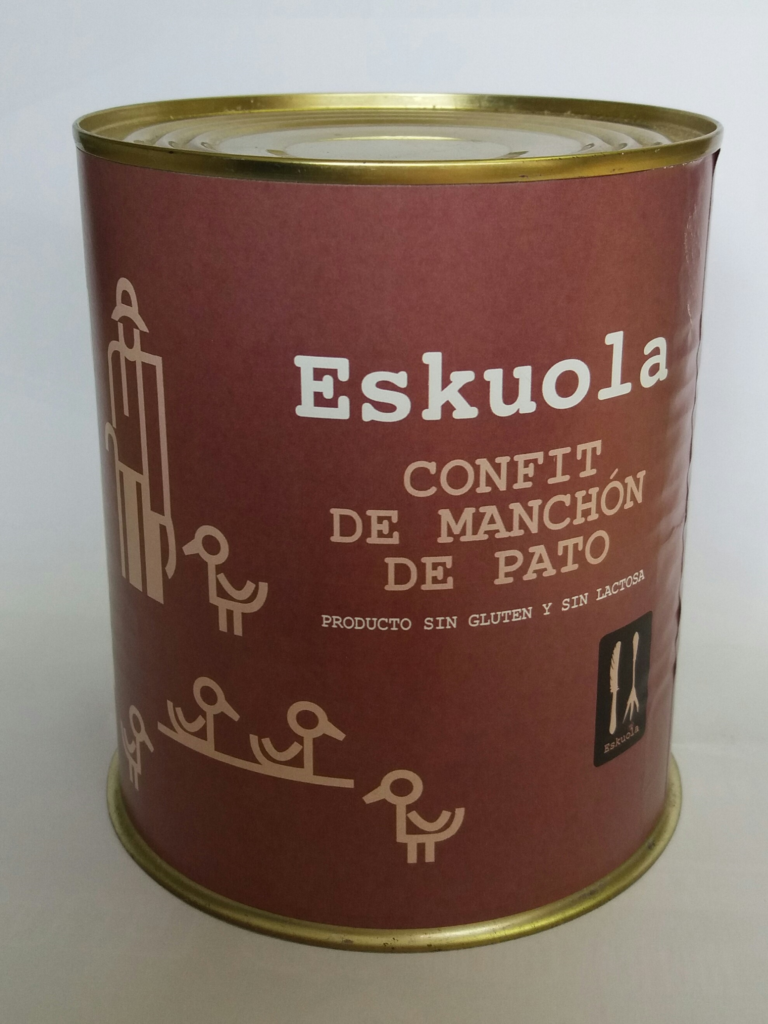 Eskuola
CONFIT
DE MANCHÓN
DE PATO
PRODUCTO SIN GLUTEN Y SIN LACTOSA
Eskuola